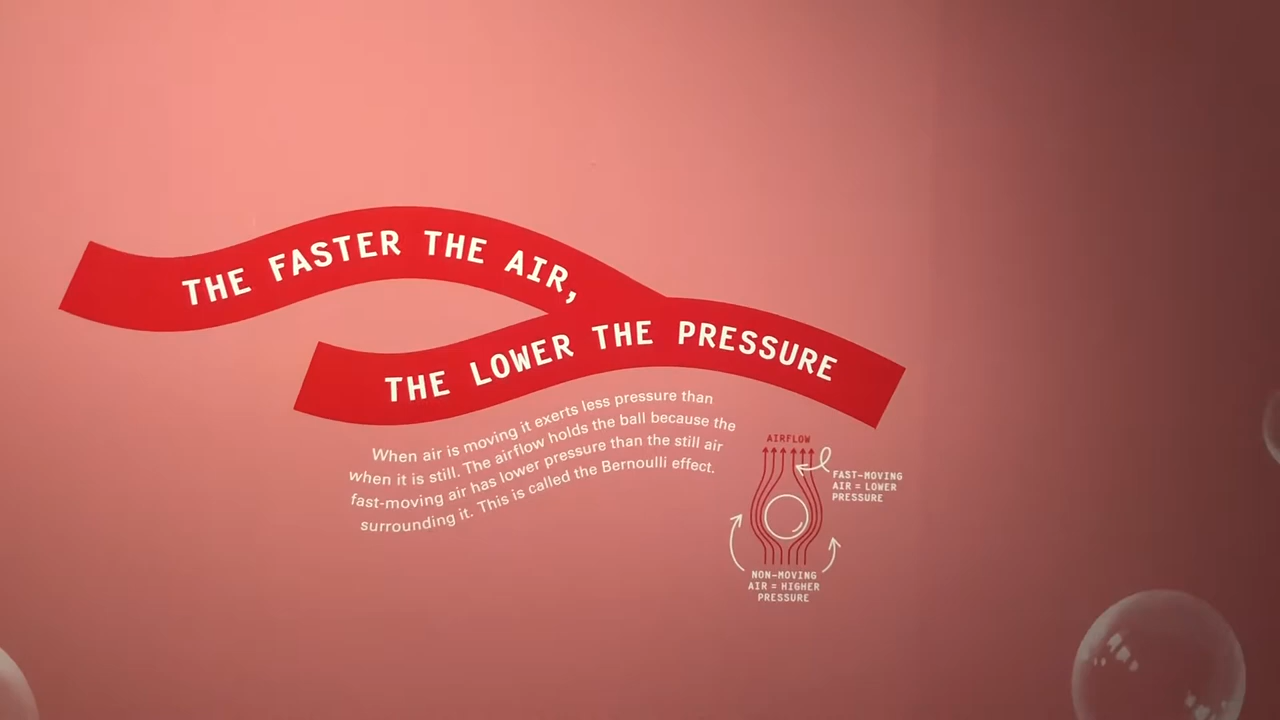 THE FASTER THE AIR,
THE LOWER THE PRESSURE
When air is moving it exerts less pressure than
when it is still. The airflow holds the ball because the
fast-moving air has lower pressure than the still air
surrounding it. This is called the Bernoulli effect.
AIRFLOW
FAST-MOVING
AIR = LOWER
PRESSURE
NON-MOVING
AIR = HIGHER
PRESSURE